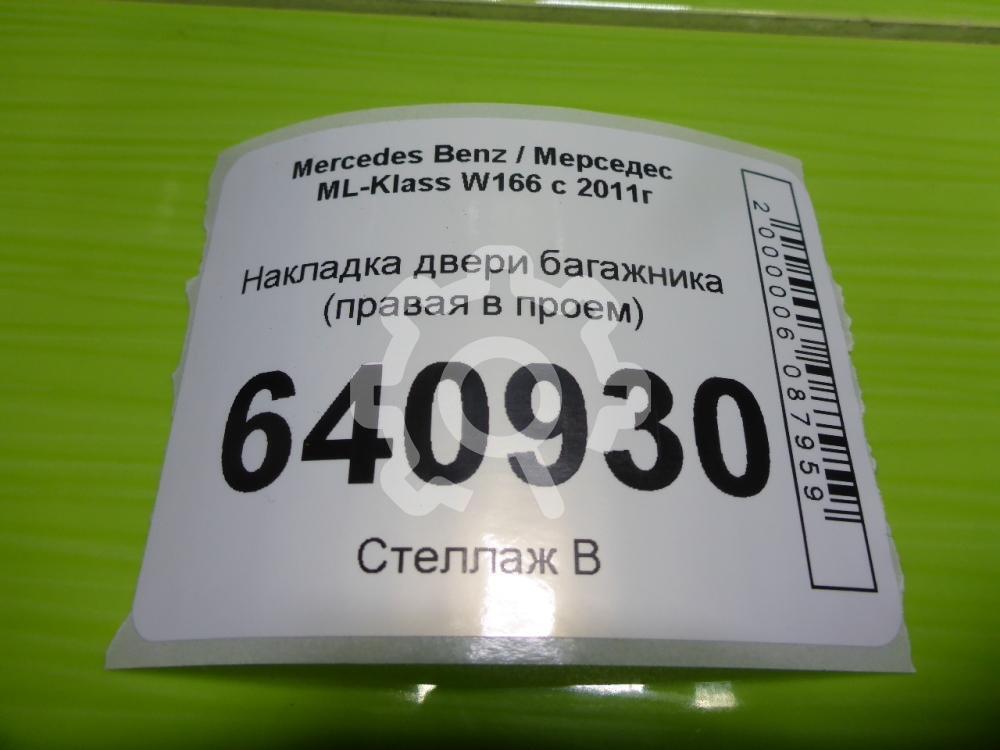 Mercedes Benz / Мерседес
ML-Klass W166 с 2011г
Накладка двери багажника
(правая в проем)
640930
Стеллаж В
2000006087959